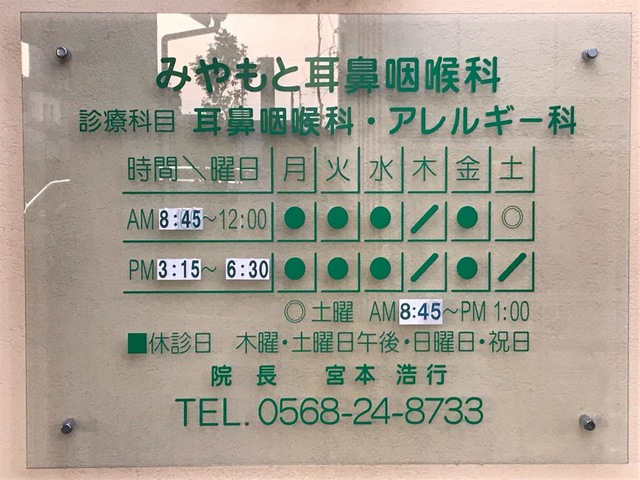 みやもと耳鼻咽喉科
診療科目 耳鼻咽喉科・アレルギー科
時間＼曜日 月 火 水 木 金 土
AM 8:45～12:00 ● ● ● ／ ● ◎
PM 3:15～ 6:30 ● ● ● ／ ● ／
◎ 土曜 AM 8:45～PM 1:00
■休診日 木曜・土曜日午後・日曜日・祝日
院 長 宮本 浩行
TEL. 0568-24-8733